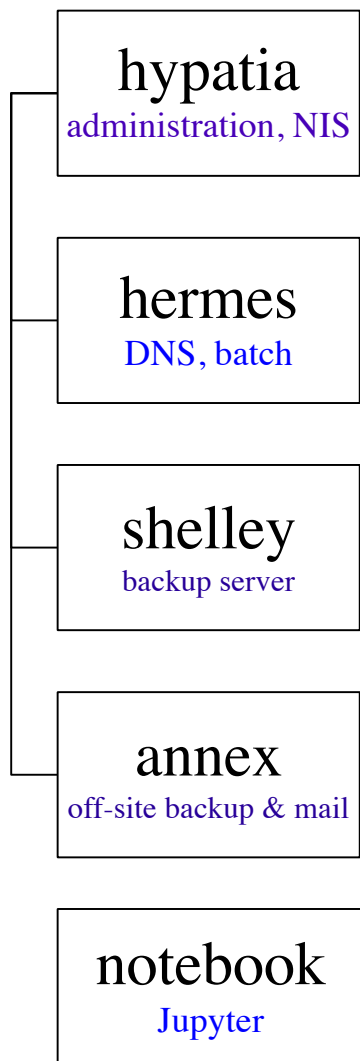 hypatia
administration, NIS
hermes
DNS, batch
shelley
backup server
annex
off-site backup & mail
notebook
Jupyter